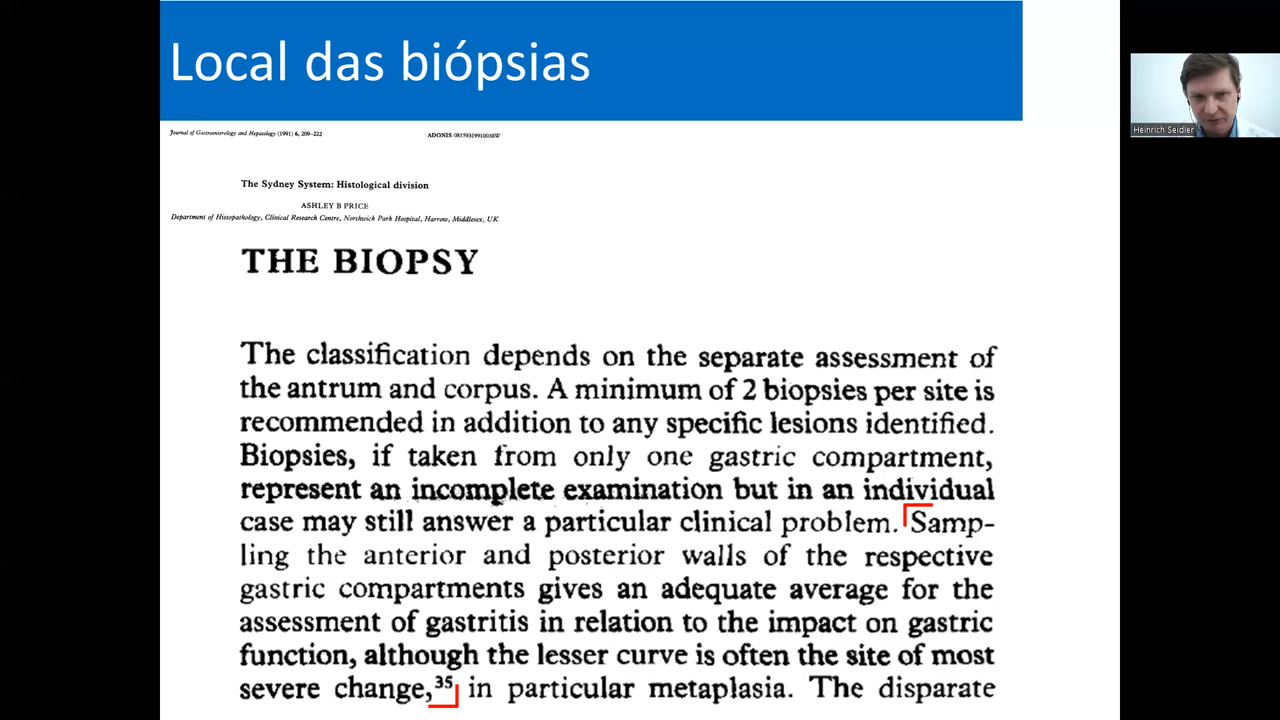 Local das biópsias
Heinrich Seidler
Journal of Gastroenterology and Hepatology (1991) 6, 209–222
ADONIS 081593199100038W
The Sydney System: Histological division
ASHLEY B PRICE
Department of Histopathology, Clinical Research Centre, Northwick Park Hospital, Harrow, Middlesex, UK
THE BIOPSY
The classification depends on the separate assessment of
the antrum and corpus. A minimum of 2 biopsies per site is
recommended in addition to any specific lesions identified.
Biopsies, if taken from only one gastric compartment,
represent an incomplete examination but in an individual
case may still answer a particular clinical problem. Samp-
ling the anterior and posterior walls of the respective
gastric compartments gives an adequate average for the
assessment of gastritis in relation to the impact on gastric
function, although the lesser curve is often the site of most
severe change,35 in particular metaplasia. The disparate